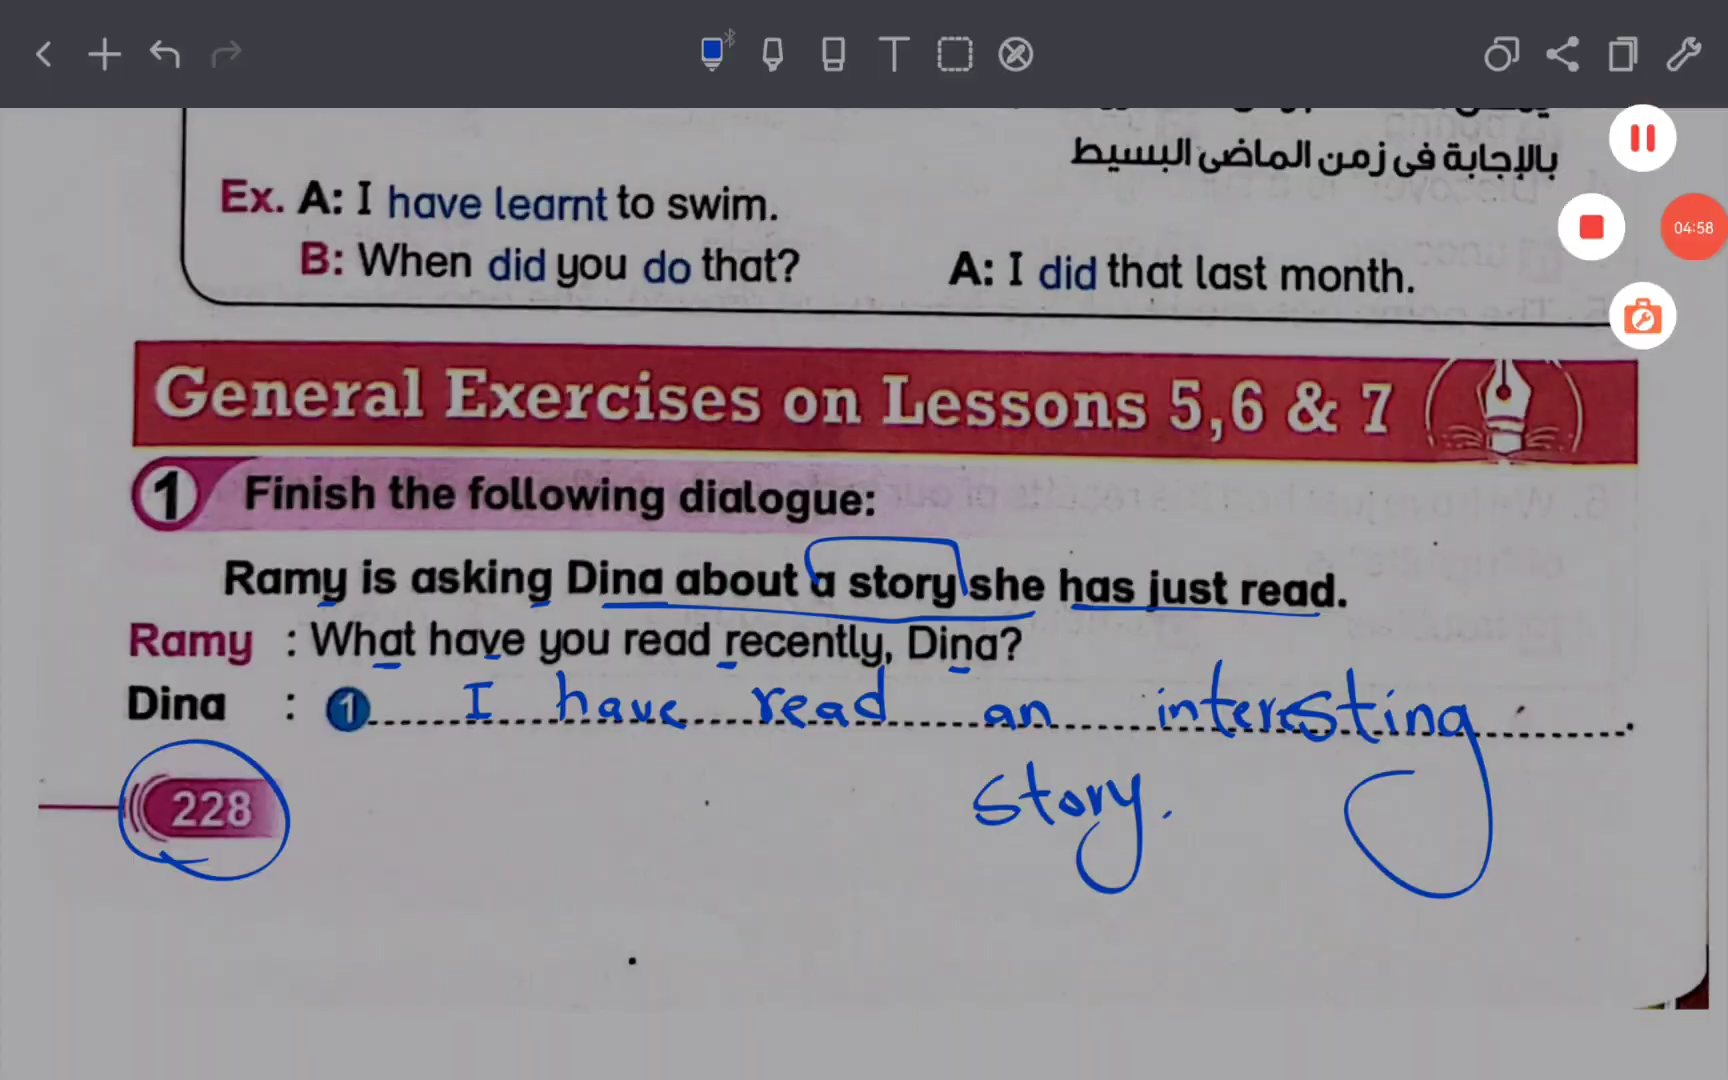 بالإجابة فى زمن الماضى البسيط
Ex. A: I have learnt to swim.
B: When did you do that? A: I did that last month.
General Exercises on Lessons 5,6 & 7
1 Finish the following dialogue:
Ramy is asking Dina about a story she has just read.
Ramy : What have you read recently, Dina?
Dina : 1 I have read an interesting
story.
228
04:58
T